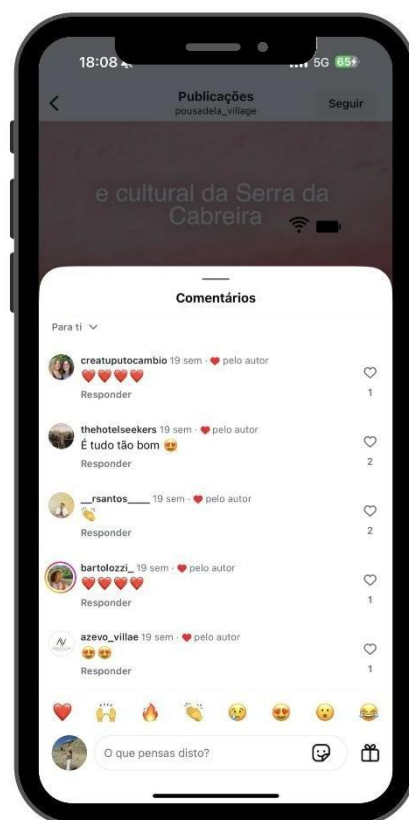 18:08
5G 65
Publicações
pousadela_village
Seguir
e cultural da Serra da
Cabreira
Comentários
Para ti
creatuputocambio 19 sem · ❤️ pelo autor
❤️❤️❤️❤️
Responder
1
thehotelseekers 19 sem · ❤️ pelo autor
É tudo tão bom 😍
Responder
2
__rsantos____ 19 sem · ❤️ pelo autor
👏
Responder
2
bartolozzi_ 19 sem · ❤️ pelo autor
❤️❤️❤️❤️
Responder
1
azevo_villae 19 sem · ❤️ pelo autor
😍😍
Responder
1
❤️ 🙌 🔥 👏 😢 😍 😮 😂
O que pensas disto?